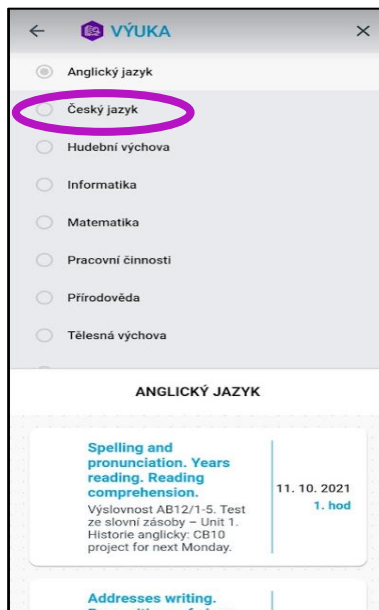 VÝUKA
Anglický jazyk
Český jazyk
Hudební výchova
Informatika
Matematika
Pracovní činnosti
Přírodověda
Tělesná výchova
ANGLICKÝ JAZYK
Spelling and
pronunciation. Years
reading. Reading
comprehension.
Výslovnost AB12/1-5. Test
ze slovní zásoby – Unit 1.
Historie anglicky: CB10
project for next Monday.
11. 10. 2021
1. hod
Addresses writing.